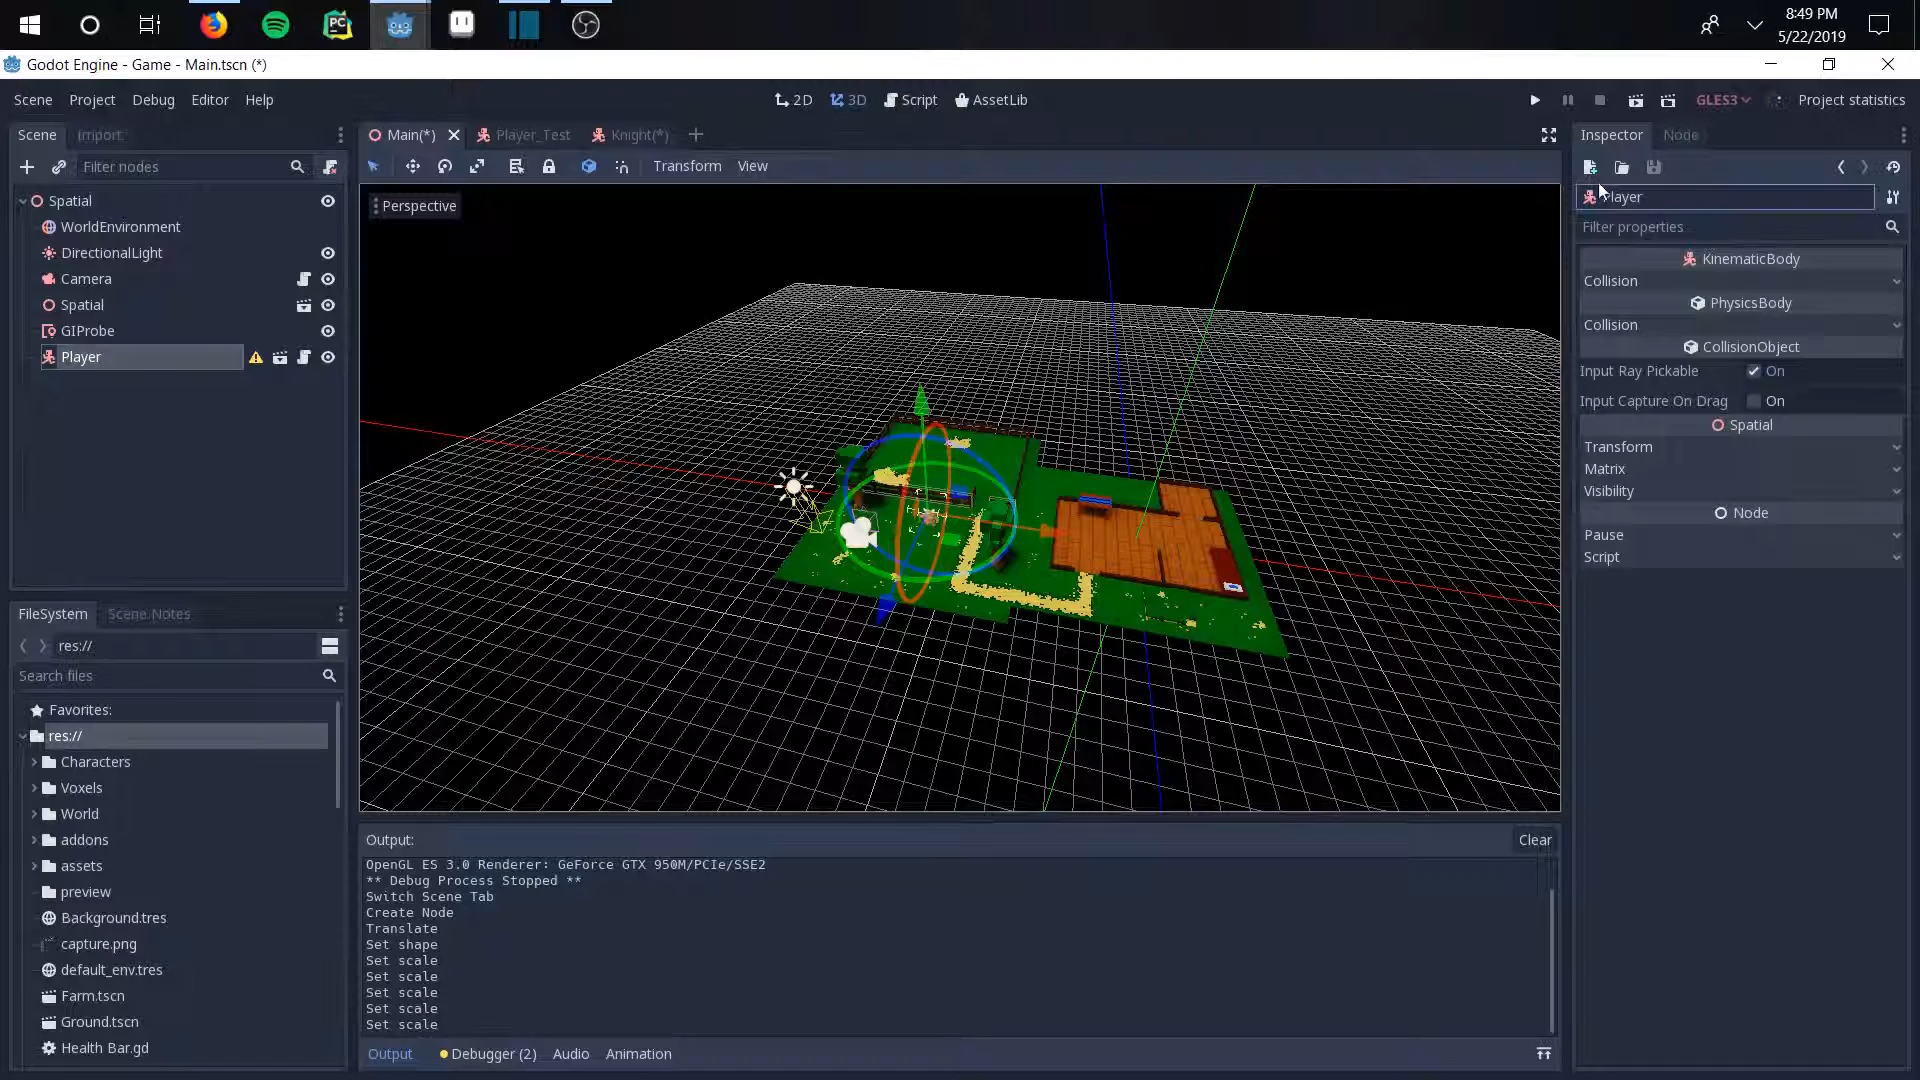 8:49 PM
5/22/2019
PC
Godot Engine - Game - Main.tscn (*)
Scene Project Debug Editor Help
2D 3D Script AssetLib
GLES3 Project statistics
Scene Import
Main(*) Player_Test Knight(*)
Inspector Node
Filter nodes
Transform View
Perspective
Spatial
WorldEnvironment
DirectionalLight
Camera
Spatial
GIProbe
Player
FileSystem Scene Notes
res://
Search files
Favorites:
res://
Characters
Voxels
World
addons
assets
preview
Background.tres
capture.png
default_env.tres
Farm.tscn
Ground.tscn
Health Bar.gd
Output: Clear
OpenGL ES 3.0 Renderer: GeForce GTX 950M/PCIe/SSE2
** Debug Process Stopped **
Switch Scene Tab
Create Node
Translate
Set shape
Set scale
Set scale
Set scale
Set scale
Set scale
Output Debugger (2) Audio Animation
Player
Filter properties
KinematicBody
Collision
PhysicsBody
Collision
CollisionObject
Input Ray Pickable On
Input Capture On Drag On
Spatial
Transform
Matrix
Visibility
Node
Pause
Script